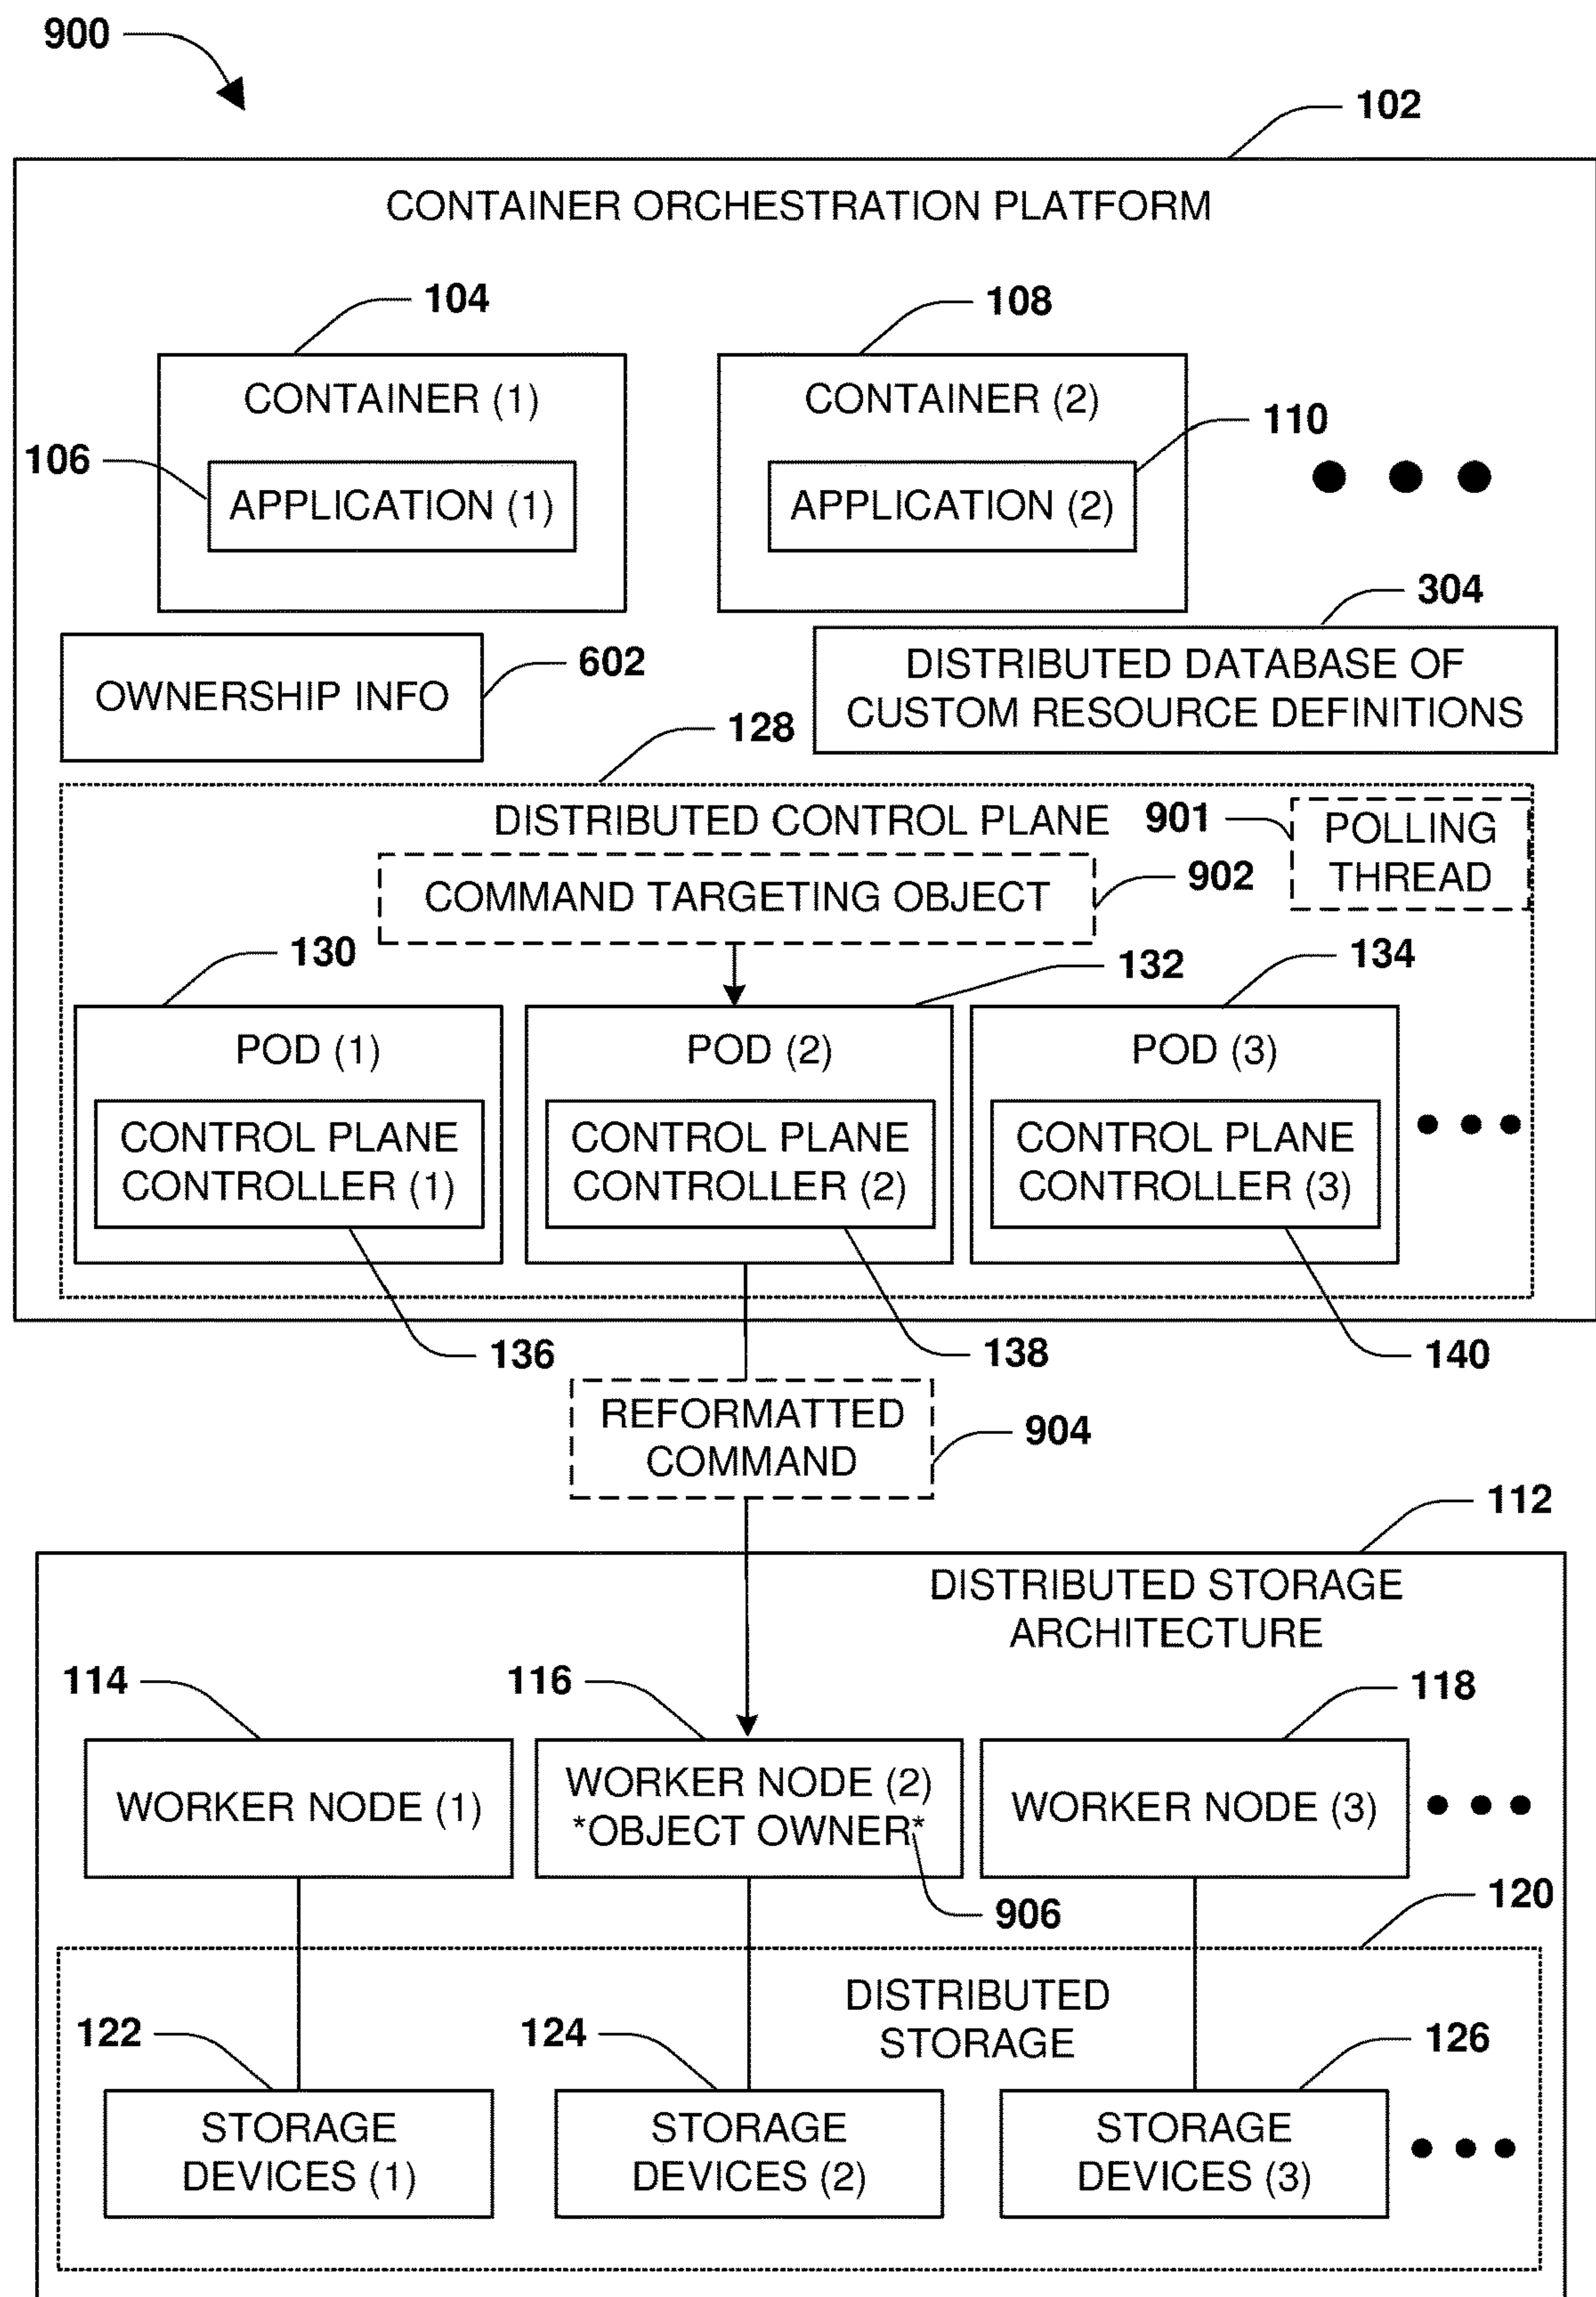 900
102
CONTAINER ORCHESTRATION PLATFORM
104
108
CONTAINER (1)
CONTAINER (2)
110
106
APPLICATION (1)
APPLICATION (2)
304
602
OWNERSHIP INFO
DISTRIBUTED DATABASE OF
CUSTOM RESOURCE DEFINITIONS
128
DISTRIBUTED CONTROL PLANE
901
POLLING
THREAD
COMMAND TARGETING OBJECT
902
130
132
134
POD (1)
POD (2)
POD (3)
CONTROL PLANE
CONTROLLER (1)
CONTROL PLANE
CONTROLLER (2)
CONTROL PLANE
CONTROLLER (3)
136
138
140
REFORMATTED
COMMAND
904
112
DISTRIBUTED STORAGE
ARCHITECTURE
114
116
118
WORKER NODE (1)
WORKER NODE (2)
*OBJECT OWNER*
WORKER NODE (3)
906
120
DISTRIBUTED
STORAGE
122
124
126
STORAGE
DEVICES (1)
STORAGE
DEVICES (2)
STORAGE
DEVICES (3)